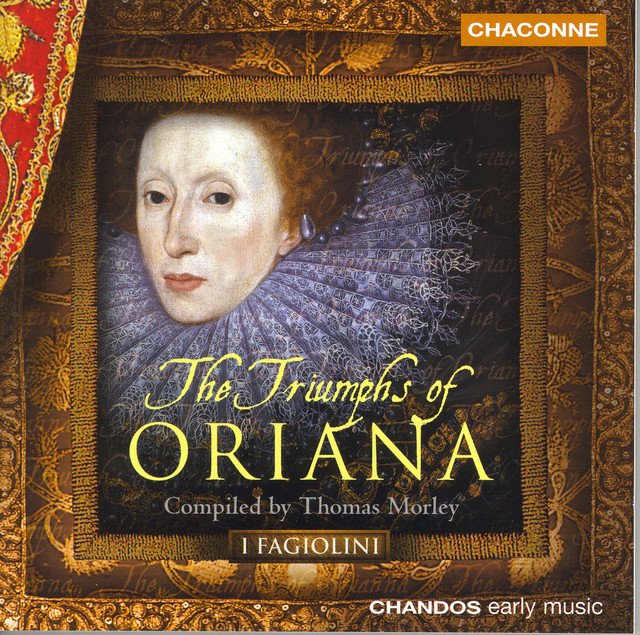 CHACONNE
The Triumphs of
ORIANA
Compiled by Thomas Morley
I FAGIOLINI
CHANDOS early music